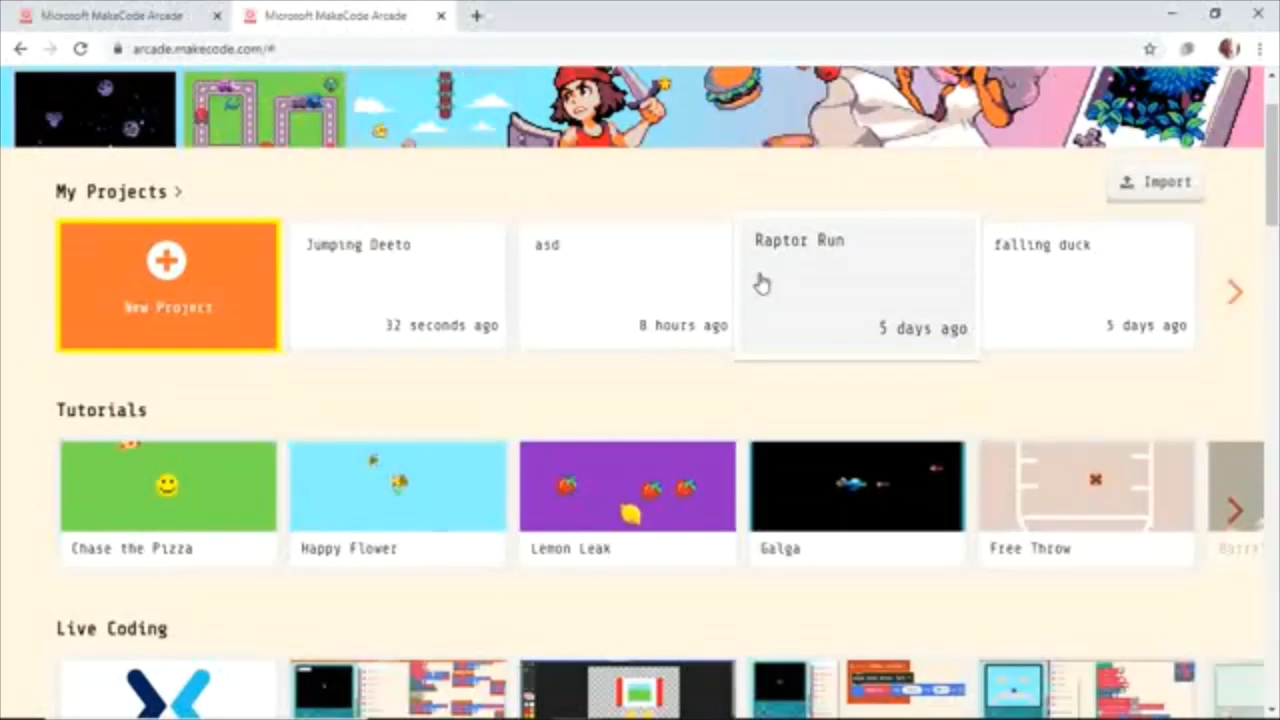 Microsoft MakeCode Arcade
Microsoft MakeCode Arcade
arcade.makecode.com/#
My Projects >
Import
New Project
Jumping Deeto
32 seconds ago
asd
8 hours ago
Raptor Run
5 days ago
falling duck
5 days ago
Tutorials
Chase the Pizza
Happy Flower
Lemon Leak
Galga
Free Throw
Live Coding